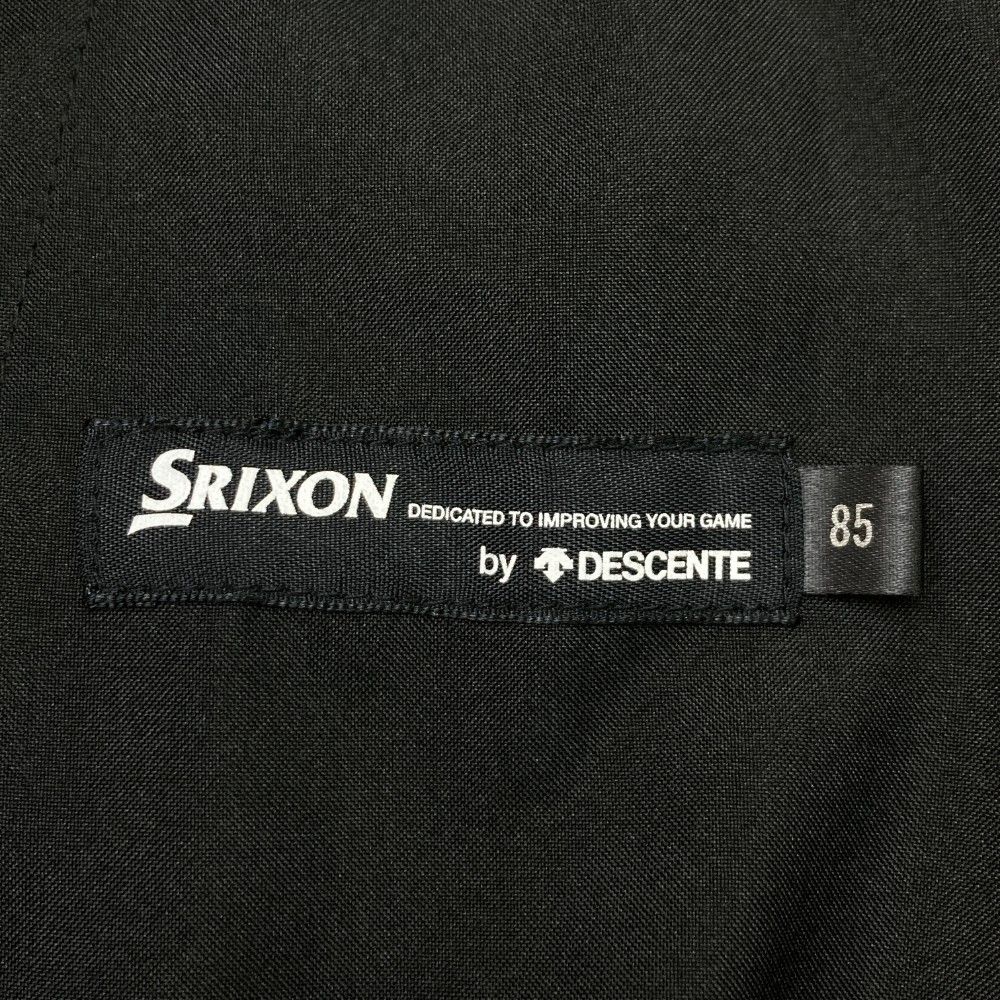 SRIXON DEDICATED TO IMPROVING YOUR GAME
by DESCENTE
85